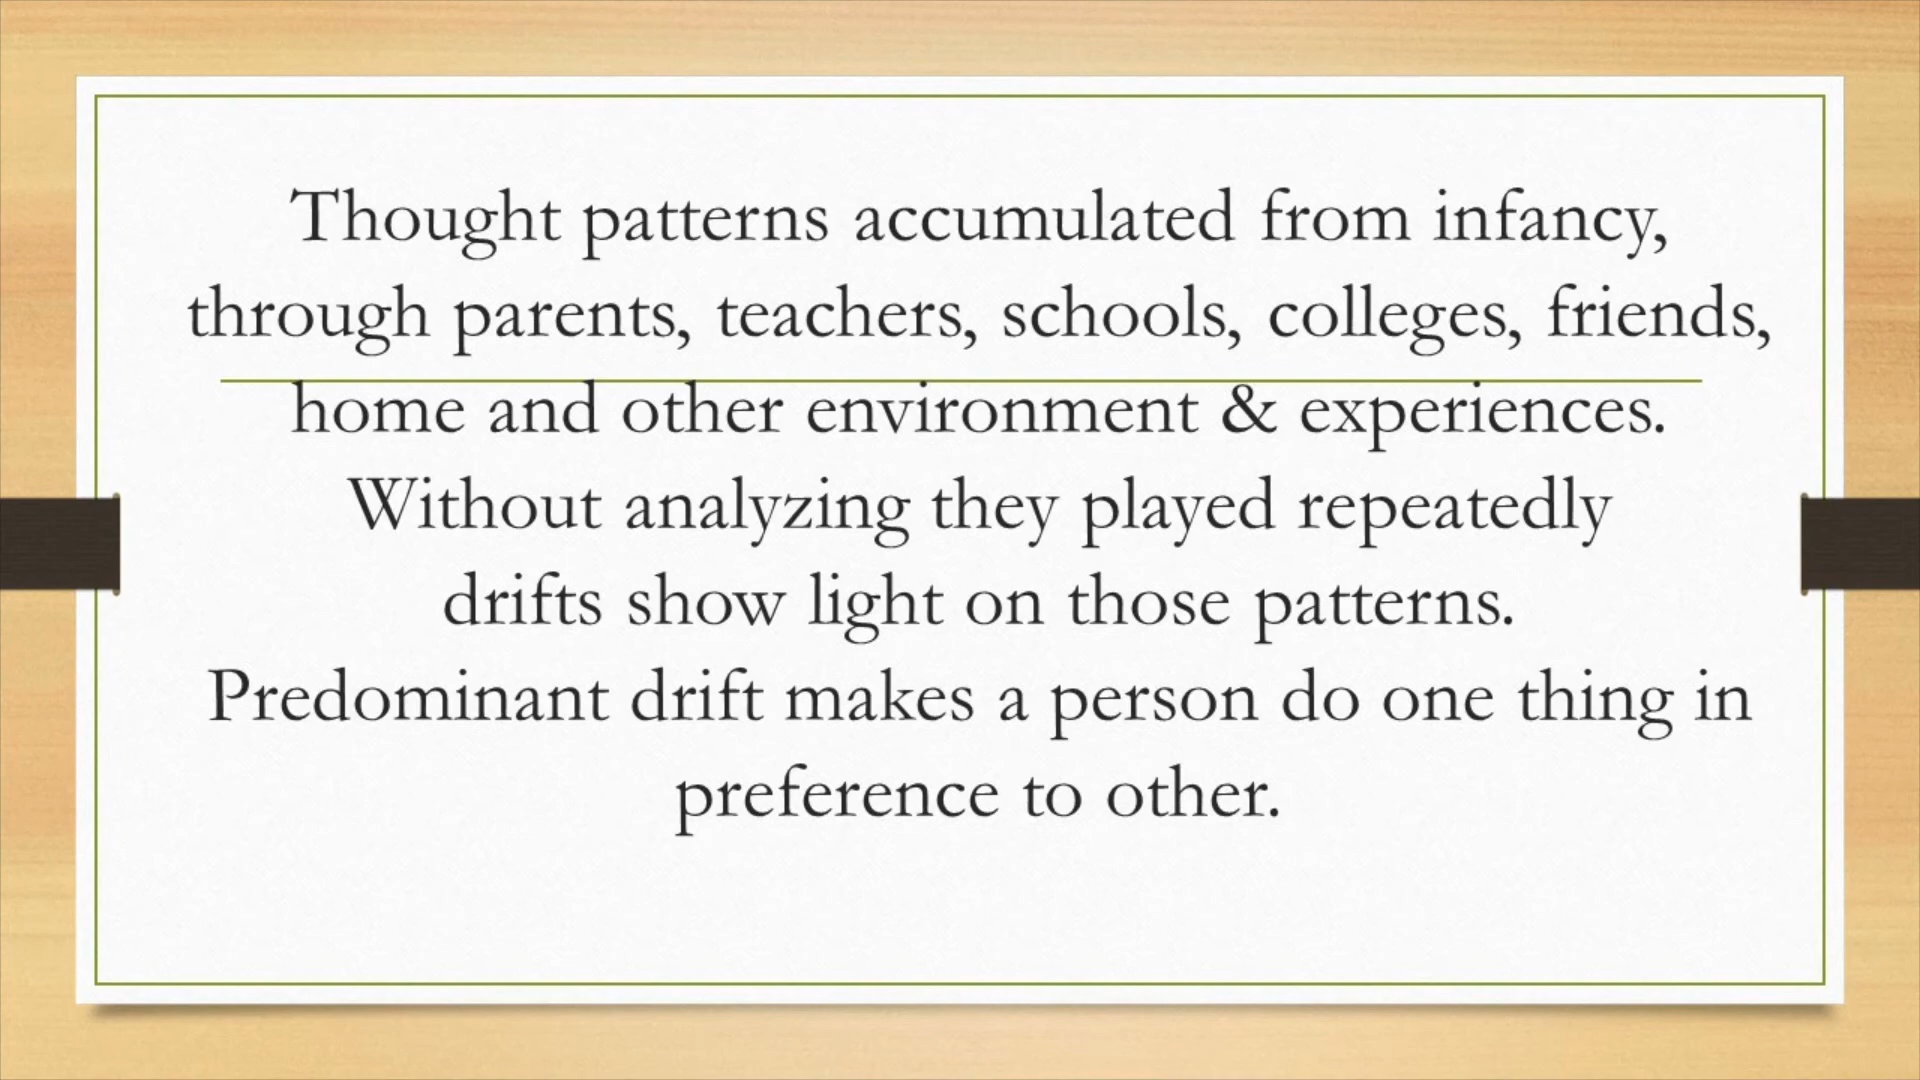 Thought patterns accumulated from infancy,
through parents, teachers, schools, colleges, friends,
home and other environment & experiences.
Without analyzing they played repeatedly
drifts show light on those patterns.
Predominant drift makes a person do one thing in
preference to other.